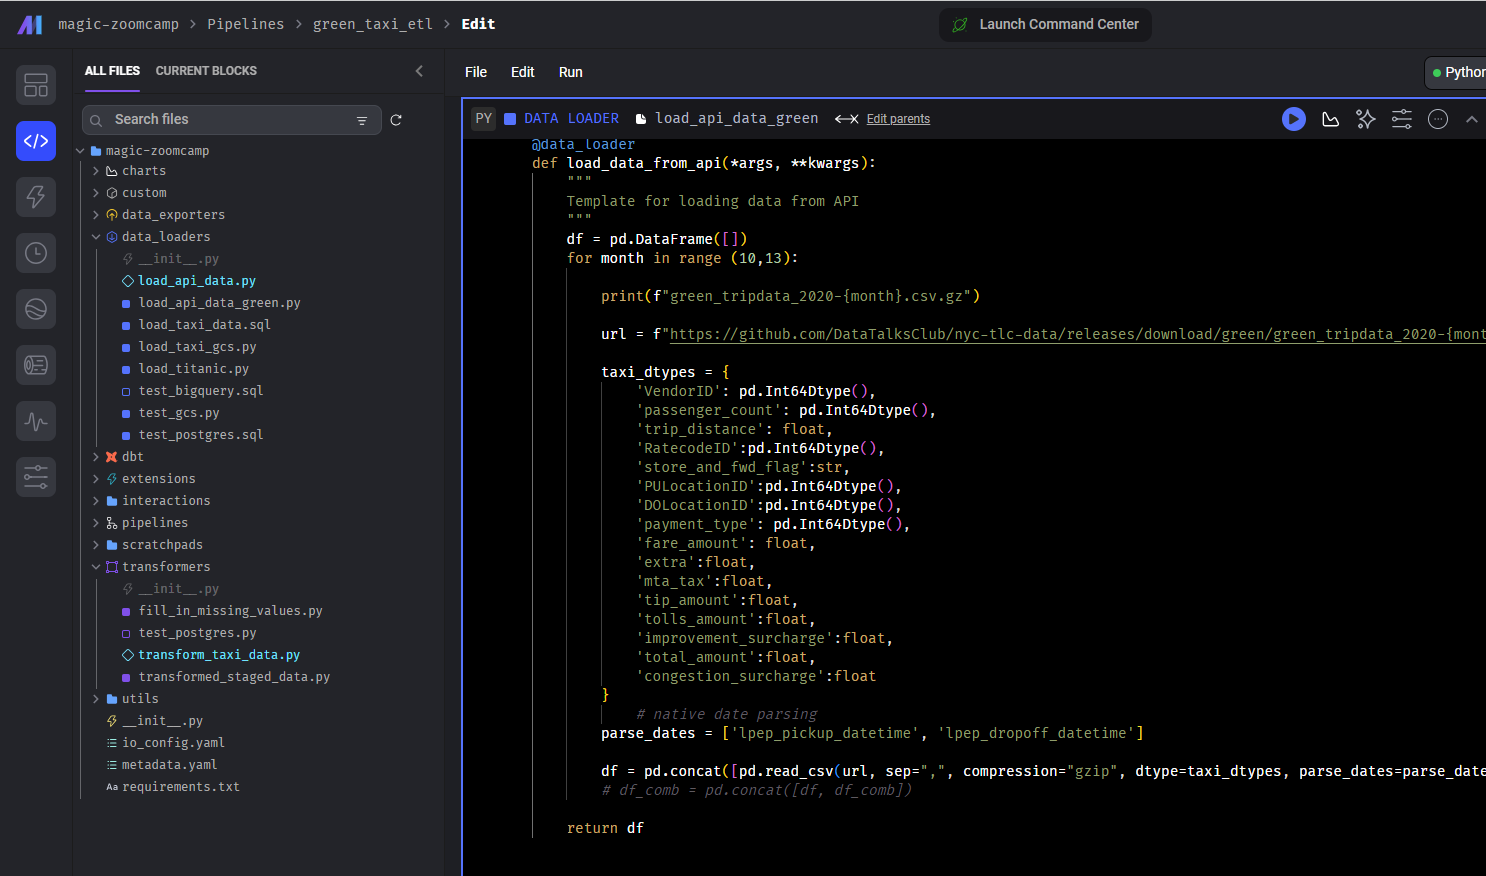 magic-zoomcamp > Pipelines > green_taxi_etl > Edit
Launch Command Center
ALL FILES CURRENT BLOCKS
File Edit Run
Python
Search files
PY DATA LOADER load_api_data_green Edit parents
magic-zoomcamp
charts
custom
data_exporters
data_loaders
__init__.py
load_api_data.py
load_api_data_green.py
load_taxi_data.sql
load_taxi_gcs.py
load_titanic.py
test_bigquery.sql
test_gcs.py
test_postgres.sql
dbt
extensions
interactions
pipelines
scratchpads
transformers
__init__.py
fill_in_missing_values.py
test_postgres.py
transform_taxi_data.py
transformed_staged_data.py
utils
__init__.py
io_config.yaml
metadata.yaml
Aa requirements.txt
@data_loader
def load_data_from_api(*args, **kwargs):
"""
Template for loading data from API
"""
df = pd.DataFrame([])
for month in range (10,13):
print(f"green_tripdata_2020-{month}.csv.gz")
url = f"https://github.com/DataTalksClub/nyc-tlc-data/releases/download/green/green_tripdata_2020-{mont
taxi_dtypes = {
'VendorID': pd.Int64Dtype(),
'passenger_count': pd.Int64Dtype(),
'trip_distance': float,
'RatecodeID':pd.Int64Dtype(),
'store_and_fwd_flag':str,
'PULocationID':pd.Int64Dtype(),
'DOLocationID':pd.Int64Dtype(),
'payment_type': pd.Int64Dtype(),
'fare_amount': float,
'extra':float,
'mta_tax':float,
'tip_amount':float,
'tolls_amount':float,
'improvement_surcharge':float,
'total_amount':float,
'congestion_surcharge':float
}
# native date parsing
parse_dates = ['lpep_pickup_datetime', 'lpep_dropoff_datetime']
df = pd.concat([pd.read_csv(url, sep=",", compression="gzip", dtype=taxi_dtypes, parse_dates=parse_date
# df_comb = pd.concat([df, df_comb])
return df